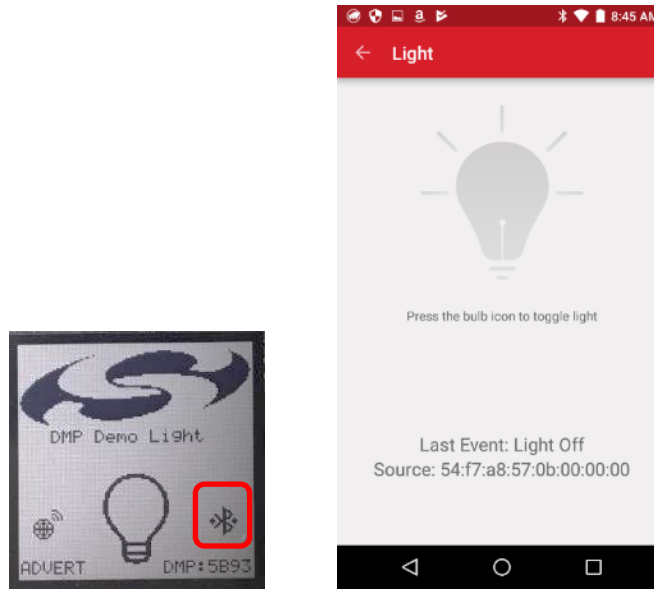 DMP Demo Light
ADVERT DMP:5B93
8:45 AM
Light
Press the bulb icon to toggle light
Last Event: Light Off
Source: 54:f7:a8:57:0b:00:00:00